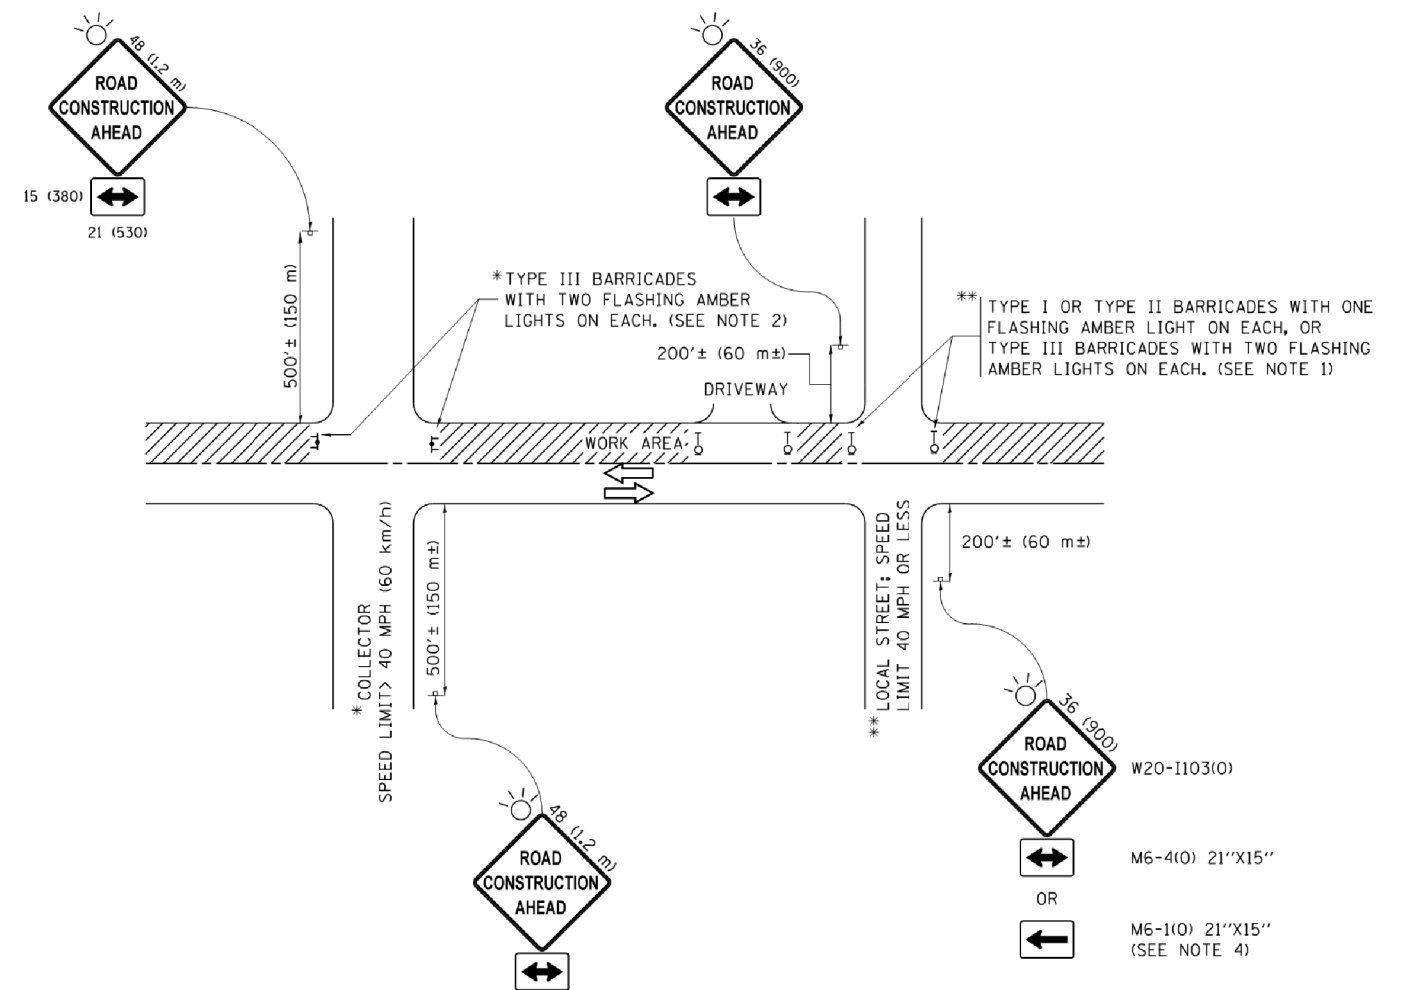 48 (1.2 m)
ROAD
CONSTRUCTION
AHEAD
15 (380)
21 (530)
36 (900)
ROAD
CONSTRUCTION
AHEAD
500'± (150 m)
*TYPE III BARRICADES
WITH TWO FLASHING AMBER
LIGHTS ON EACH. (SEE NOTE 2)
200'± (60 m±)
DRIVEWAY
** TYPE I OR TYPE II BARRICADES WITH ONE
FLASHING AMBER LIGHT ON EACH, OR
TYPE III BARRICADES WITH TWO FLASHING
AMBER LIGHTS ON EACH. (SEE NOTE 1)
WORK AREA
* COLLECTOR
SPEED LIMIT> 40 MPH (60 km/h)
500'± (150 m±)
** LOCAL STREET; SPEED
LIMIT 40 MPH OR LESS
200'± (60 m±)
48 (1.2 m)
ROAD
CONSTRUCTION
AHEAD
36 (900)
ROAD
CONSTRUCTION
AHEAD
W20-I103(O)
M6-4(O) 21"X15"
OR
M6-1(O) 21"X15"
(SEE NOTE 4)